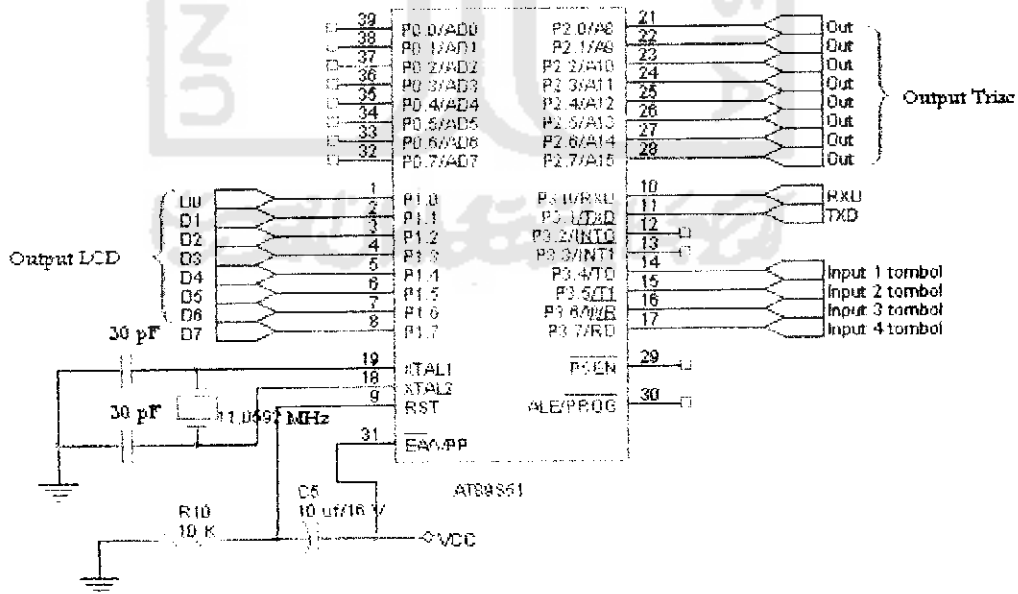 39 P0.0/AD0
38 P0.1/AD1
37 P0.2/AD2
36 P0.3/AD3
35 P0.4/AD4
34 P0.5/AD5
33 P0.6/AD6
32 P0.7/AD7
P2.0/A8 21 Out
P2.1/A9 22 Out
P2.2/A10 23 Out
P2.3/A11 24 Out
P2.4/A12 25 Out
P2.5/A13 26 Out
P2.6/A14 27 Out
P2.7/A15 28 Out
Output Triac
Output LCD
D0 1 P1.0
D1 2 P1.1
D2 3 P1.2
D3 4 P1.3
D4 5 P1.4
D5 6 P1.5
D6 7 P1.6
D7 8 P1.7
P3.0/RXD 10 RXD
P3.1/TXD 11 TXD
P3.2/INT0 12
P3.3/INT1 13
P3.4/T0 14 Input 1 tombol
P3.5/T1 15 Input 2 tombol
P3.6/WR 16 Input 3 tombol
P3.7/RD 17 Input 4 tombol
30 pF
19 XTAL1
18 XTAL2
9 RST
PSEN 29
ALE/PROG 30
30 pF
11,0592 MHz
31 EA/VPP
AT89S51
R10
10 K
C5
10 uf/16 V
VCC